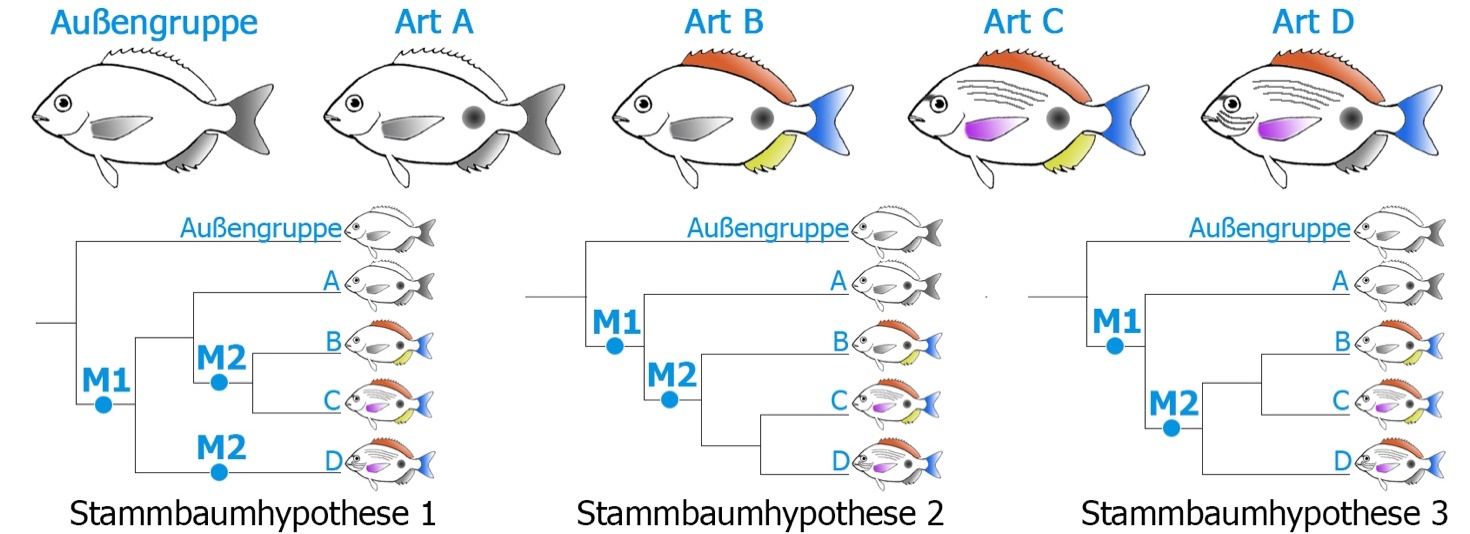 Außengruppe Art A Art B Art C Art D
Außengruppe
A
B
C
D
M1
M2
M2
Stammbaumhypothese 1
Außengruppe
A
B
C
D
M1
M2
Stammbaumhypothese 2
Außengruppe
A
B
C
D
M1
M2
Stammbaumhypothese 3